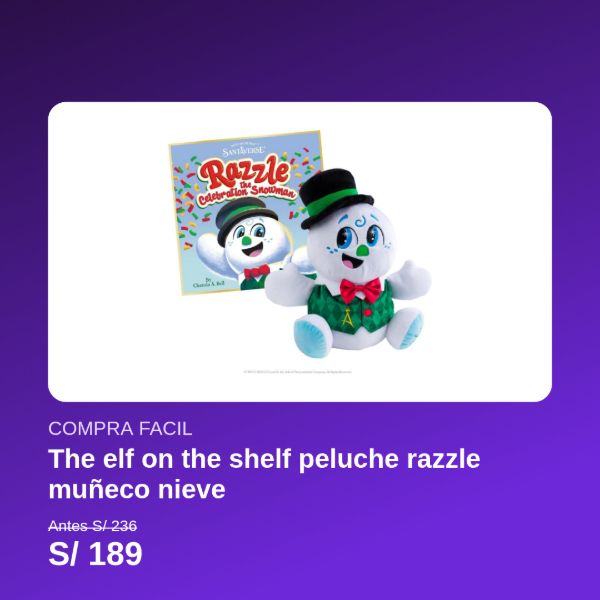 SANTAVERSE
Razzle
the
Celebration Snowman
By
Chanda A. Bell
COMPRA FACIL
The elf on the shelf peluche razzle
muñeco nieve
Antes S/ 236
S/ 189